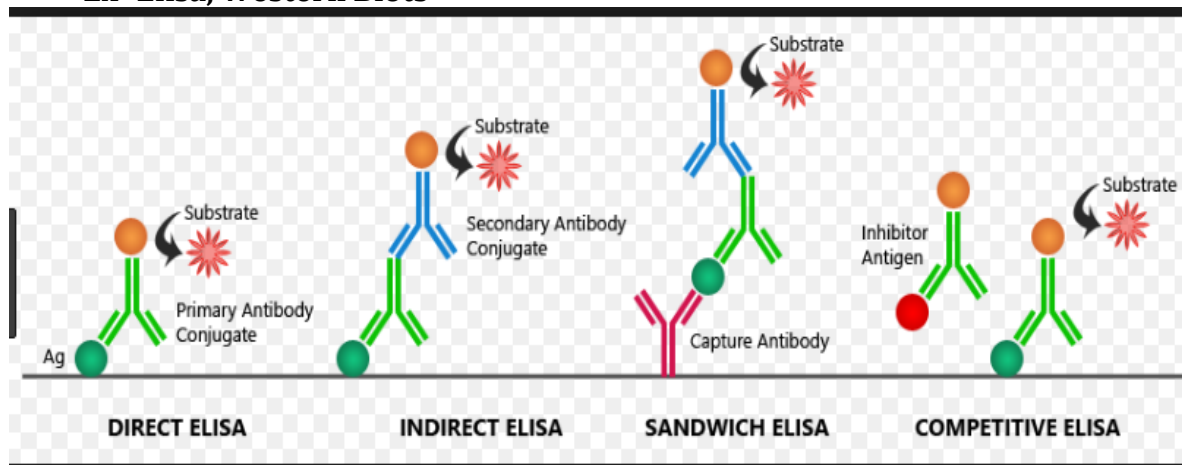 Substrate
Primary Antibody
Conjugate
Ag
DIRECT ELISA
Substrate
Secondary Antibody
Conjugate
INDIRECT ELISA
Substrate
Capture Antibody
SANDWICH ELISA
Inhibitor
Antigen
Substrate
COMPETITIVE ELISA